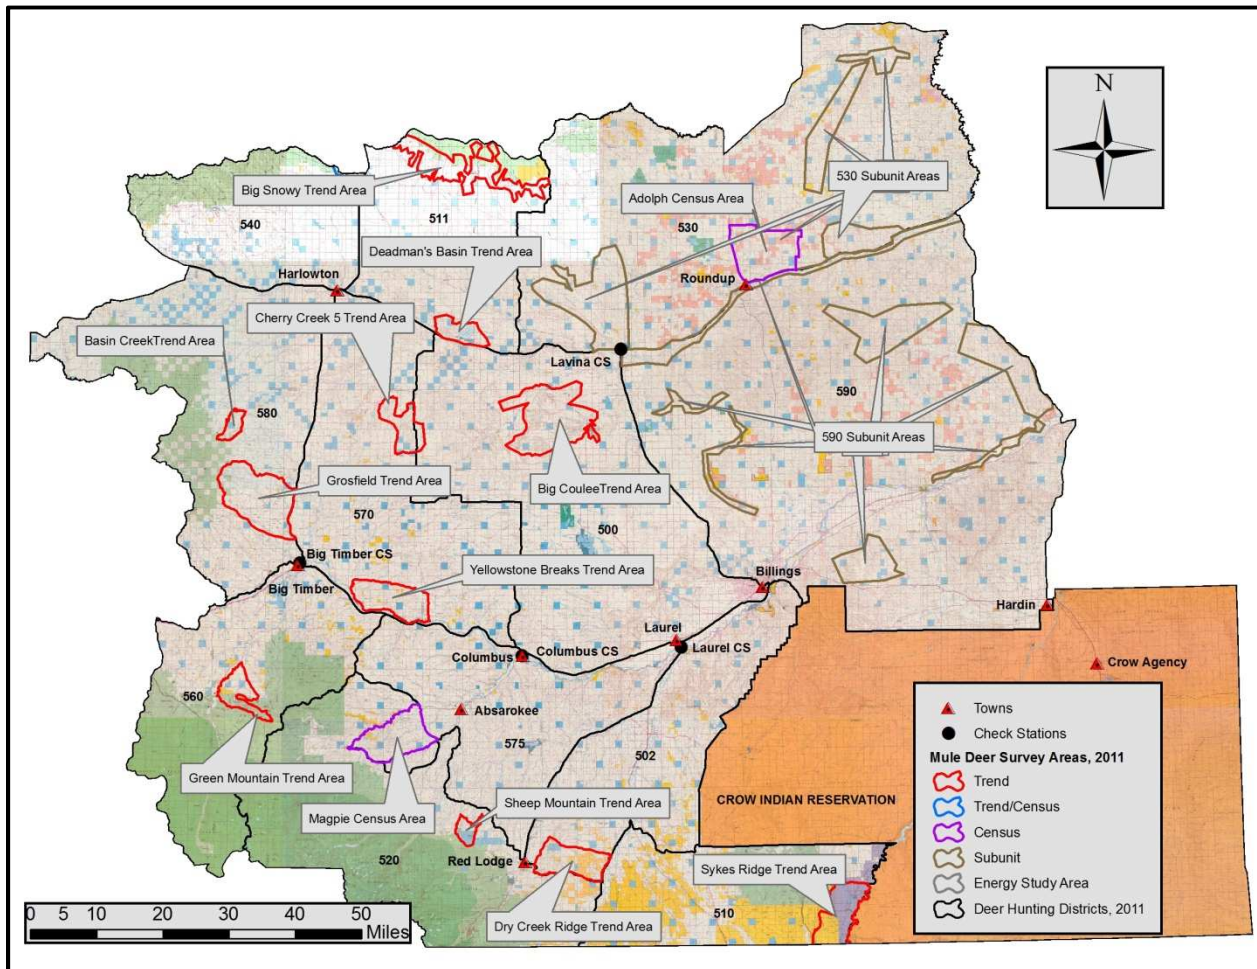 N
530 Subunit Areas
Big Snowy Trend Area
Adolph Census Area
540
511
530
Deadman's Basin Trend Area
Harlowton
Roundup
Cherry Creek 5 Trend Area
Basin CreekTrend Area
Lavina CS
580
590
590 Subunit Areas
Grosfield Trend Area
Big CouleeTrend Area
570
500
Big Timber CS
Yellowstone Breaks Trend Area
Billings
Big Timber
Hardin
Laurel
Columbus
Columbus CS
Laurel CS
Crow Agency
560
Absarokee
575
502
Green Mountain Trend Area
CROW INDIAN RESERVATION
Sheep Mountain Trend Area
Magpie Census Area
520
Red Lodge
Sykes Ridge Trend Area
510
Dry Creek Ridge Trend Area
Towns
Check Stations
Mule Deer Survey Areas, 2011
Trend
Trend/Census
Census
Subunit
Energy Study Area
Deer Hunting Districts, 2011
0 5 10 20 30 40 50
Miles